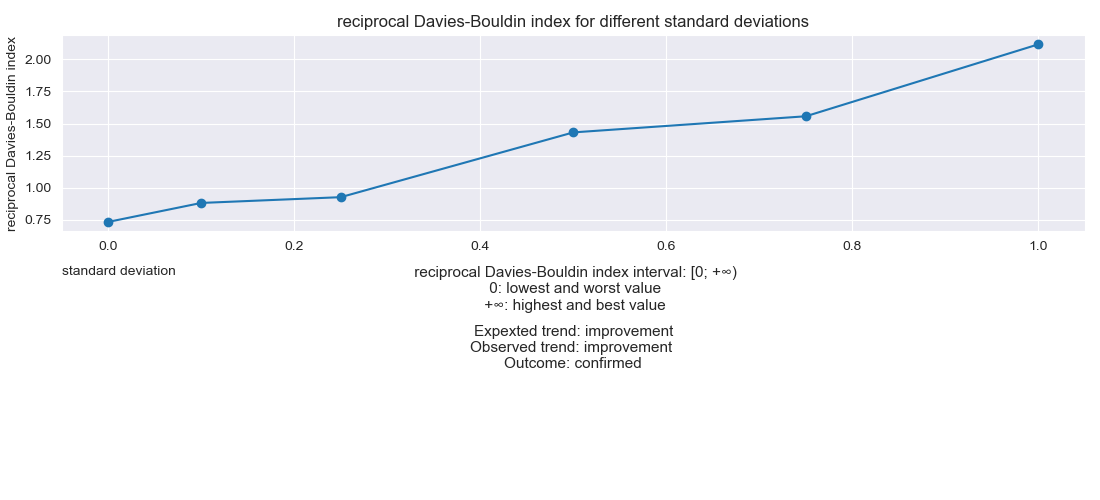 reciprocal Davies-Bouldin index for different standard deviations
reciprocal Davies-Bouldin index
2.00
1.75
1.50
1.25
1.00
0.75
0.0 0.2 0.4 0.6 0.8 1.0
standard deviation
reciprocal Davies-Bouldin index interval: [0; +∞)
0: lowest and worst value
+∞: highest and best value
Expexted trend: improvement
Observed trend: improvement
Outcome: confirmed